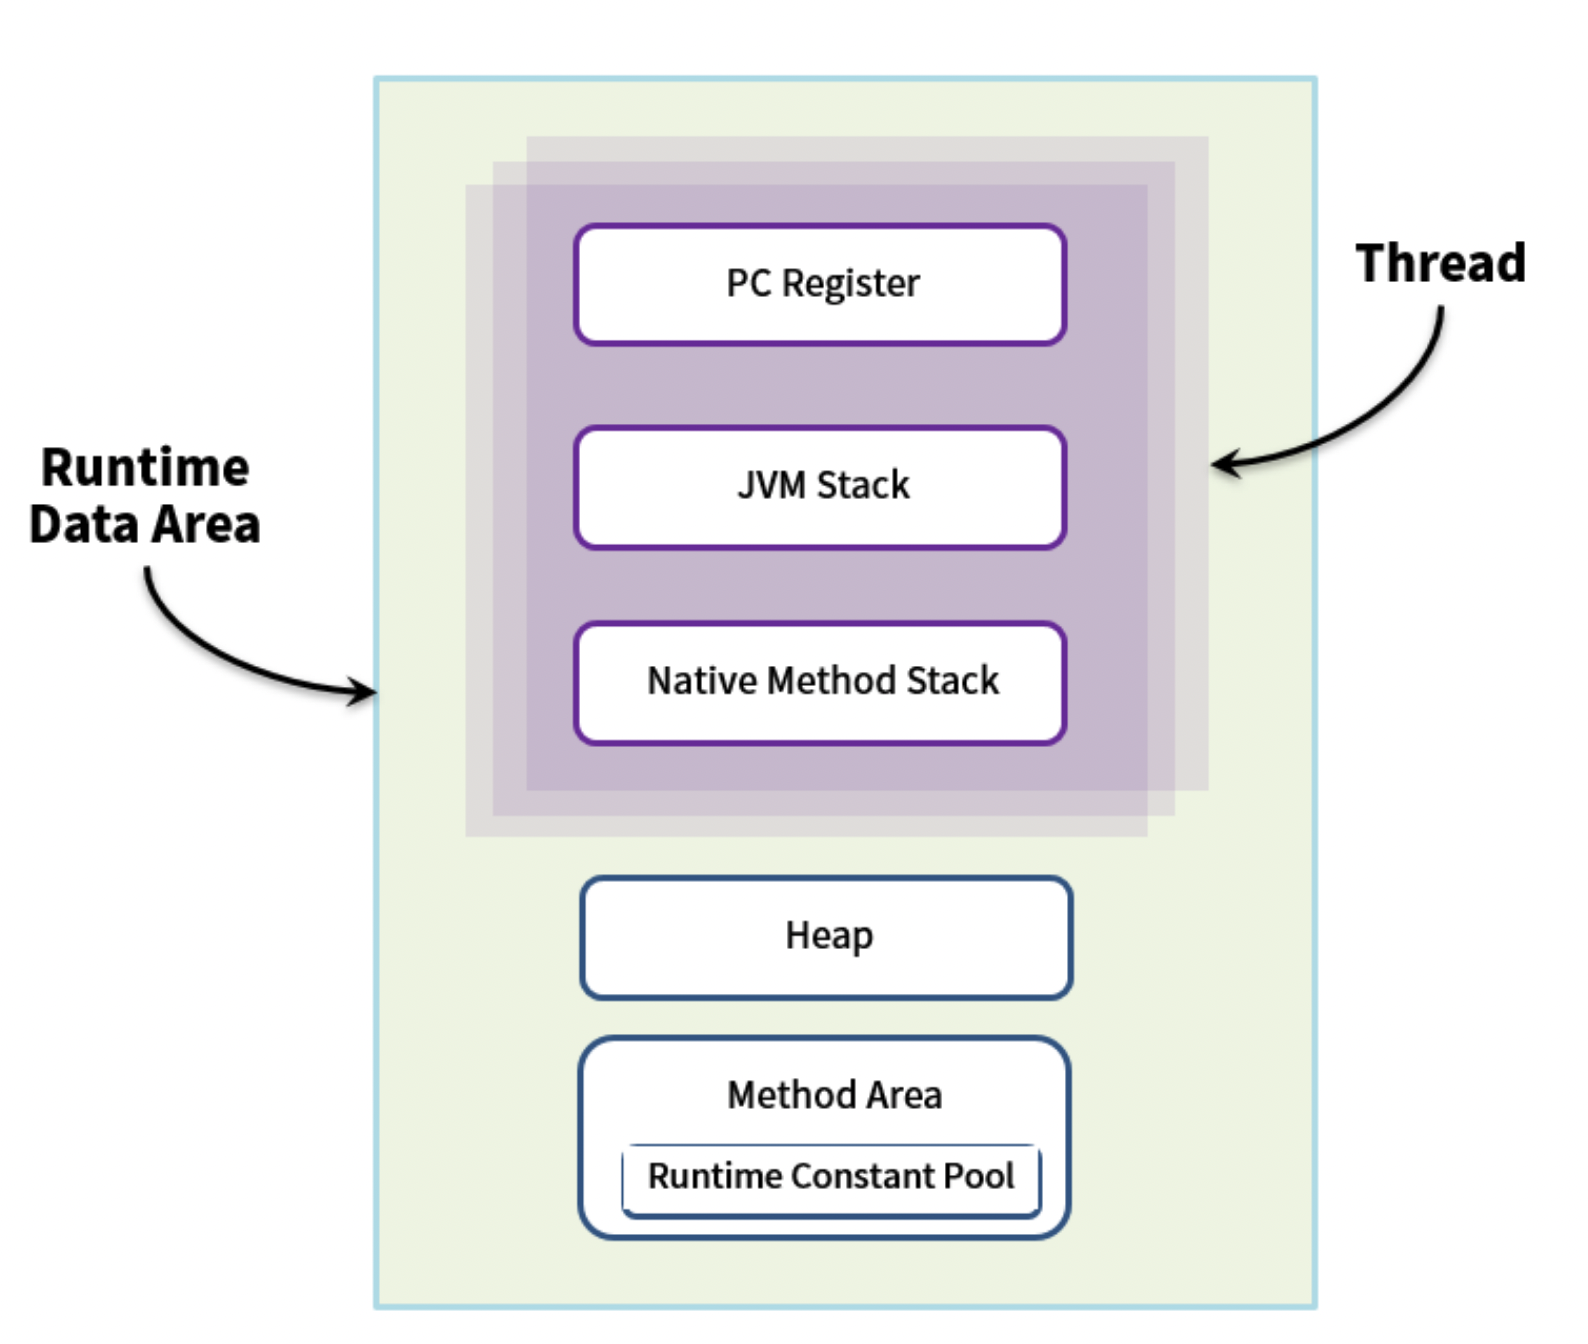 PC Register
Thread
Runtime
Data Area
JVM Stack
Native Method Stack
Heap
Method Area
Runtime Constant Pool